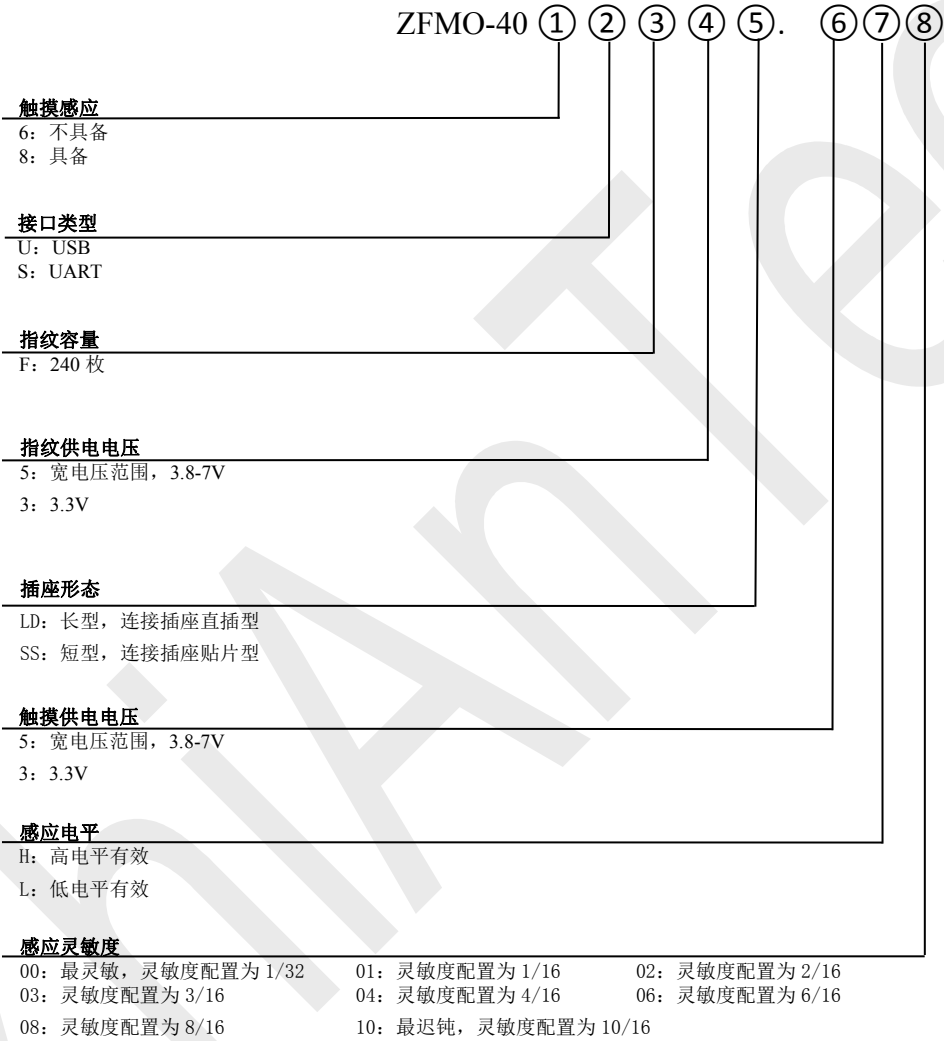 ZFMO-40 ① ② ③ ④ ⑤. ⑥⑦⑧
触摸感应
6：不具备
8：具备
接口类型
U：USB
S：UART
指纹容量
F：240 枚
指纹供电电压
5：宽电压范围，3.8-7V
3：3.3V
插座形态
LD：长型，连接插座直插型
SS：短型，连接插座贴片型
触摸供电电压
5：宽电压范围，3.8-7V
3：3.3V
感应电平
H：高电平有效
L：低电平有效
感应灵敏度
00：最灵敏，灵敏度配置为 1/32 01：灵敏度配置为 1/16 02：灵敏度配置为 2/16
03：灵敏度配置为 3/16 04：灵敏度配置为 4/16 06：灵敏度配置为 6/16
08：灵敏度配置为 8/16 10：最迟钝，灵敏度配置为 10/16
hiAnTec